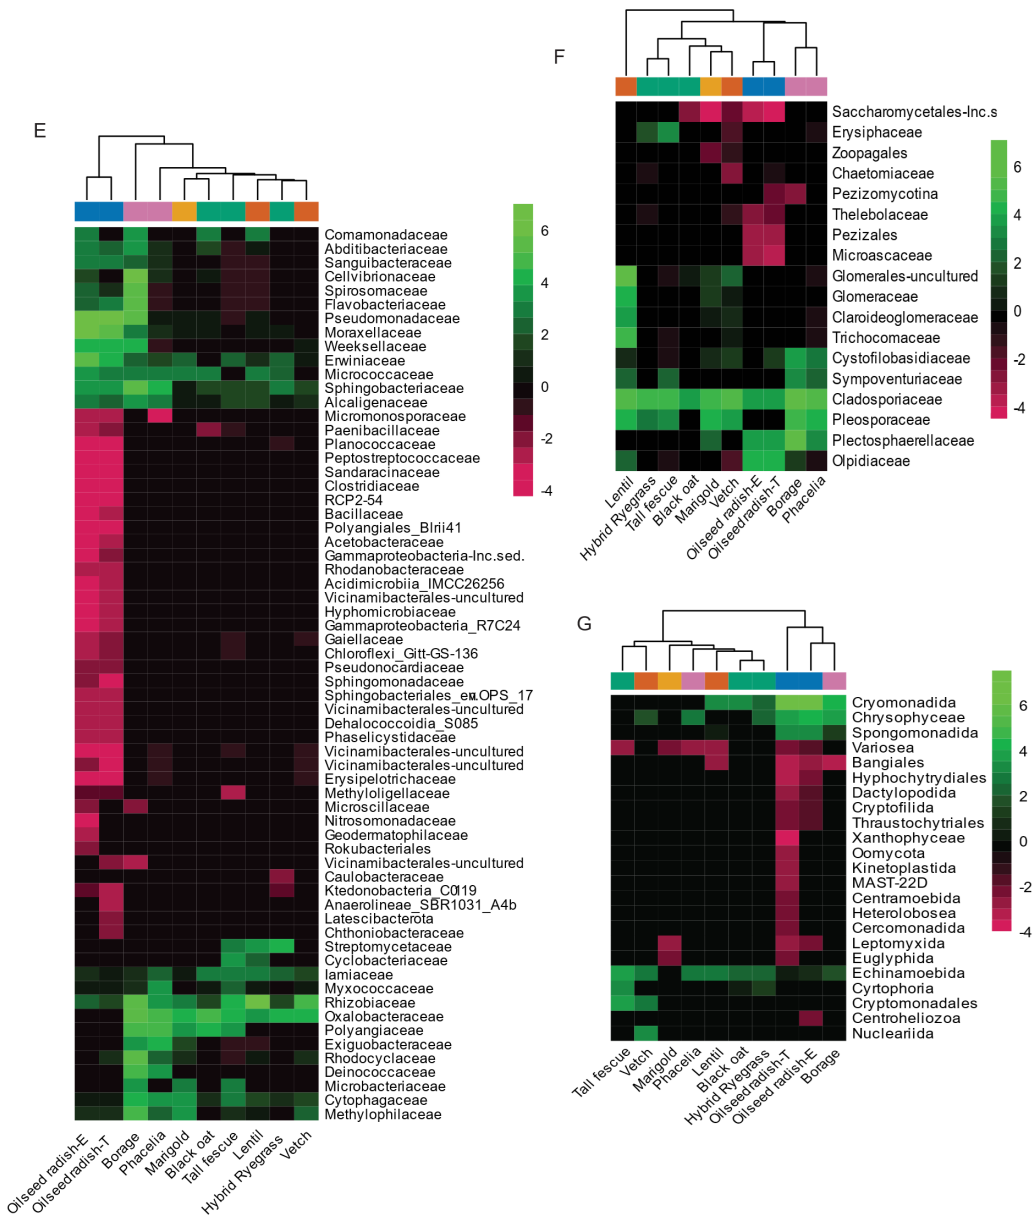 E
Comamonadaceae
Abditibacteriaceae
Sanguibacteraceae
Cellvibrionaceae
Spirosomaceae
Flavobacteriaceae
Pseudomonadaceae
Moraxellaceae
Weeksellaceae
Erwiniaceae
Micrococcaceae
Sphingobacteriaceae
Alcaligenaceae
Micromonosporaceae
Paenibacillaceae
Planococcaceae
Peptostreptococcaceae
Sandaracinaceae
Clostridiaceae
RCP2-54
Bacillaceae
Polyangiales_Blrii41
Acetobacteraceae
Gammaproteobacteria-Inc.sed.
Rhodanobacteraceae
Acidimicrobiia_IMCC26256
Vicinamibacterales-uncultured
Hyphomicrobiaceae
Gammaproteobacteria_R7C24
Gaiellaceae
Chloroflexi_Gitt-GS-136
Pseudonocardiaceae
Sphingomonadaceae
Sphingobacteriales_env.OPS_17
Vicinamibacterales-uncultured
Dehalococcoidia_S085
Phaselicystidaceae
Vicinamibacterales-uncultured
Vicinamibacterales-uncultured
Erysipelotrichaceae
Methyloligellaceae
Microscillaceae
Nitrosomonadaceae
Geodermatophilaceae
Rokubacteriales
Vicinamibacterales-uncultured
Caulobacteraceae
Ktedonobacteria_C0119
Anaerolineae_SBR1031_A4b
Latescibacterota
Chthoniobacteraceae
Streptomycetaceae
Cyclobacteriaceae
Iamiaceae
Myxococcaceae
Rhizobiaceae
Oxalobacteraceae
Polyangiaceae
Exiguobacteraceae
Rhodocyclaceae
Deinococcaceae
Microbacteriaceae
Cytophagaceae
Methylophilaceae
Oilseed radish-E
Oilseed radish-T
Borage
Phacelia
Marigold
Black oat
Tall fescue
Lentil
Hybrid Ryegrass
Vetch
6
4
2
0
-2
-4
F
Saccharomycetales-Inc.s
Erysiphaceae
Zoopagales
Chaetomiaceae
Pezizomycotina
Thelebolaceae
Pezizales
Microascaceae
Glomerales-uncultured
Glomeraceae
Claroideoglomeraceae
Trichocomaceae
Cystofilobasidiaceae
Sympoventuriaceae
Cladosporiaceae
Pleosporaceae
Plectosphaerellaceae
Olpidiaceae
Lentil
Hybrid Ryegrass
Tall fescue
Black oat
Marigold
Vetch
Oilseed radish-E
Oilseed radish-T
Borage
Phacelia
6
4
2
0
-2
-4
G
Cryomonadida
Chrysophyceae
Spongomonadida
Variosea
Bangiales
Hyphochytrydiales
Dactylopodida
Cryptofilida
Thraustochytriales
Xanthophyceae
Oomycota
Kinetoplastida
MAST-22D
Centramoebida
Heterolobosea
Cercomonadida
Leptomyxida
Euglyphida
Echinamoebida
Cyrtophoria
Cryptomonadales
Centroheliozoa
Nucleariida
Tall fescue
Vetch
Marigold
Phacelia
Lentil
Black oat
Hybrid Ryegrass
Oilseed radish-T
Oilseed radish-E
Borage
6
4
2
0
-2
-4